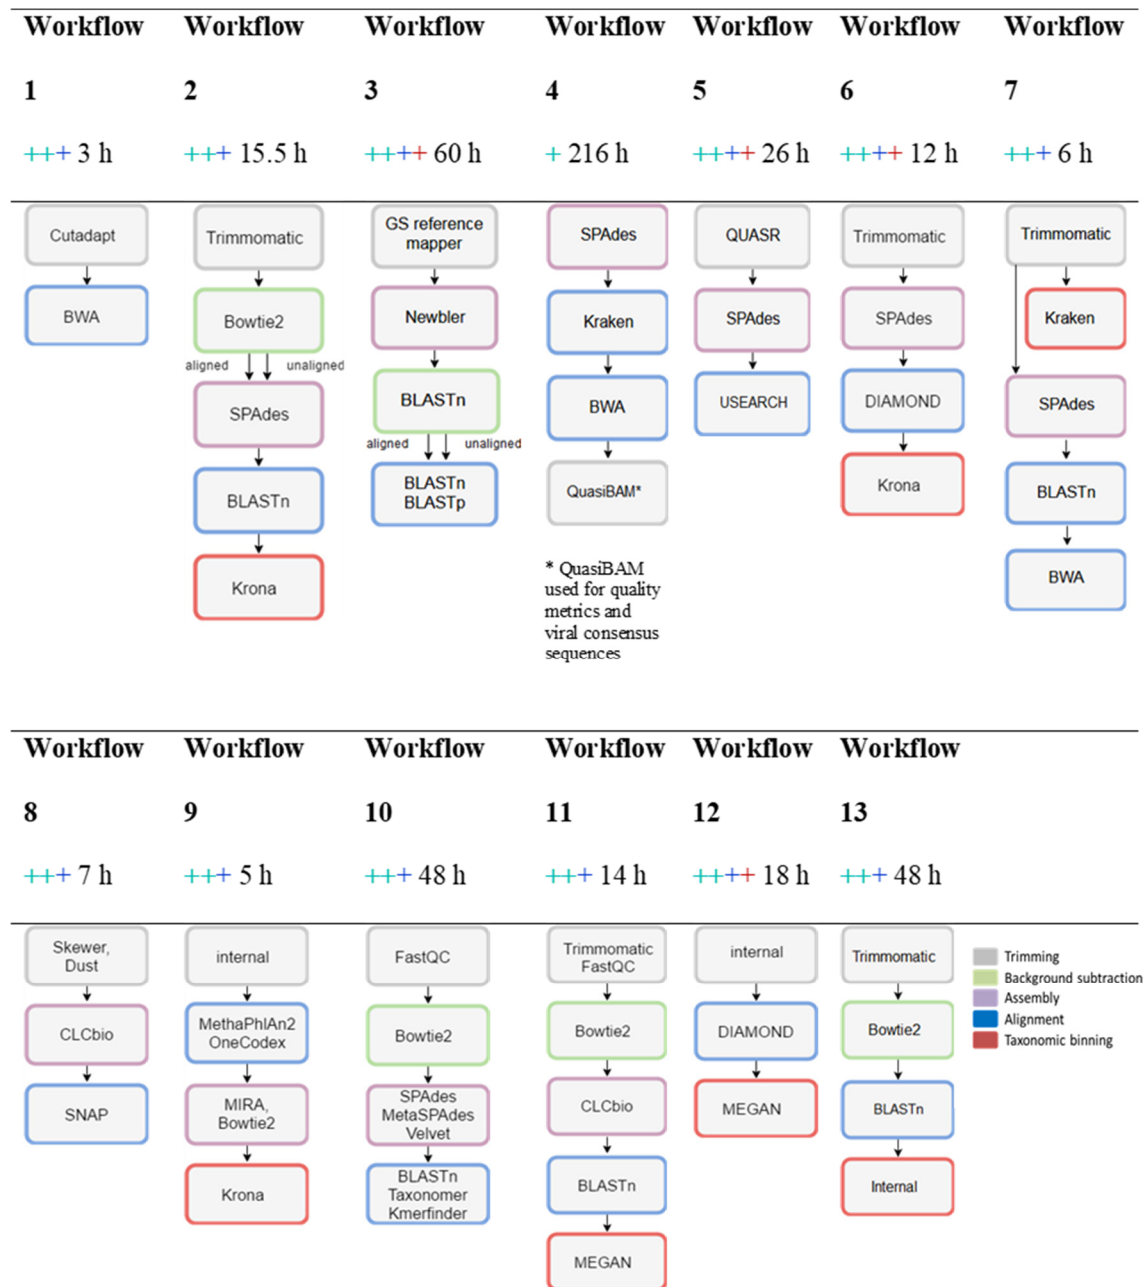 Workflow Workflow Workflow Workflow Workflow Workflow Workflow
1 2 3 4 5 6 7
+++ 3 h +++ 15.5 h ++++ 60 h + 216 h ++++ 26 h ++++ 12 h +++ 6 h
Cutadapt
BWA
Trimmomatic
Bowtie2
aligned unaligned
SPAdes
BLASTn
Krona
GS reference
mapper
Newbler
BLASTn
aligned unaligned
BLASTn
BLASTp
SPAdes
Kraken
BWA
QuasiBAM*
* QuasiBAM
used for quality
metrics and
viral consensus
sequences
QUASR
SPAdes
USEARCH
Trimmomatic
SPAdes
DIAMOND
Krona
Trimmomatic
Kraken
SPAdes
BLASTn
BWA
Workflow Workflow Workflow Workflow Workflow Workflow
8 9 10 11 12 13
+++ 7 h +++ 5 h +++ 48 h +++ 14 h ++++ 18 h +++ 48 h
Skewer,
Dust
CLCbio
SNAP
internal
MethaPhlAn2
OneCodex
MIRA,
Bowtie2
Krona
FastQC
Bowtie2
SPAdes
MetaSPAdes
Velvet
BLASTn
Taxonomer
Kmerfinder
Trimmomatic
FastQC
Bowtie2
CLCbio
BLASTn
MEGAN
internal
DIAMOND
MEGAN
Trimmomatic
Bowtie2
BLASTn
Internal
Trimming
Background subtraction
Assembly
Alignment
Taxonomic binning